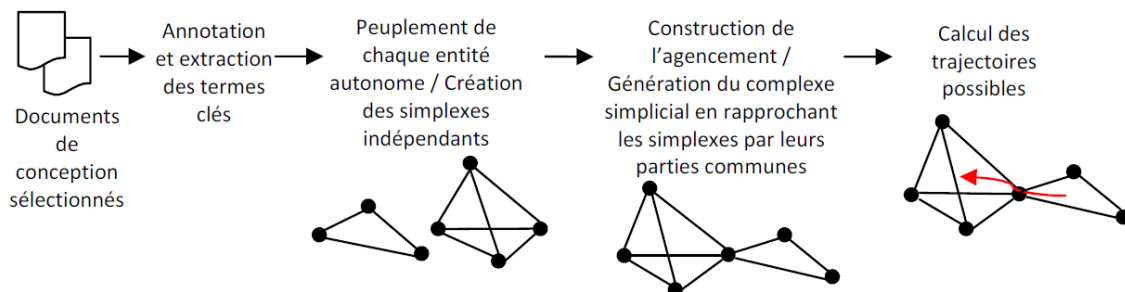 Documents
de
conception
sélectionnés
Annotation
et extraction
des termes
clés
Peuplement de
chaque entité
autonome / Création
des simplexes
indépendants
Construction de
l'agencement /
Génération du complexe
simplicial en rapprochant
les simplexes par leurs
parties communes
Calcul des
trajectoires
possibles